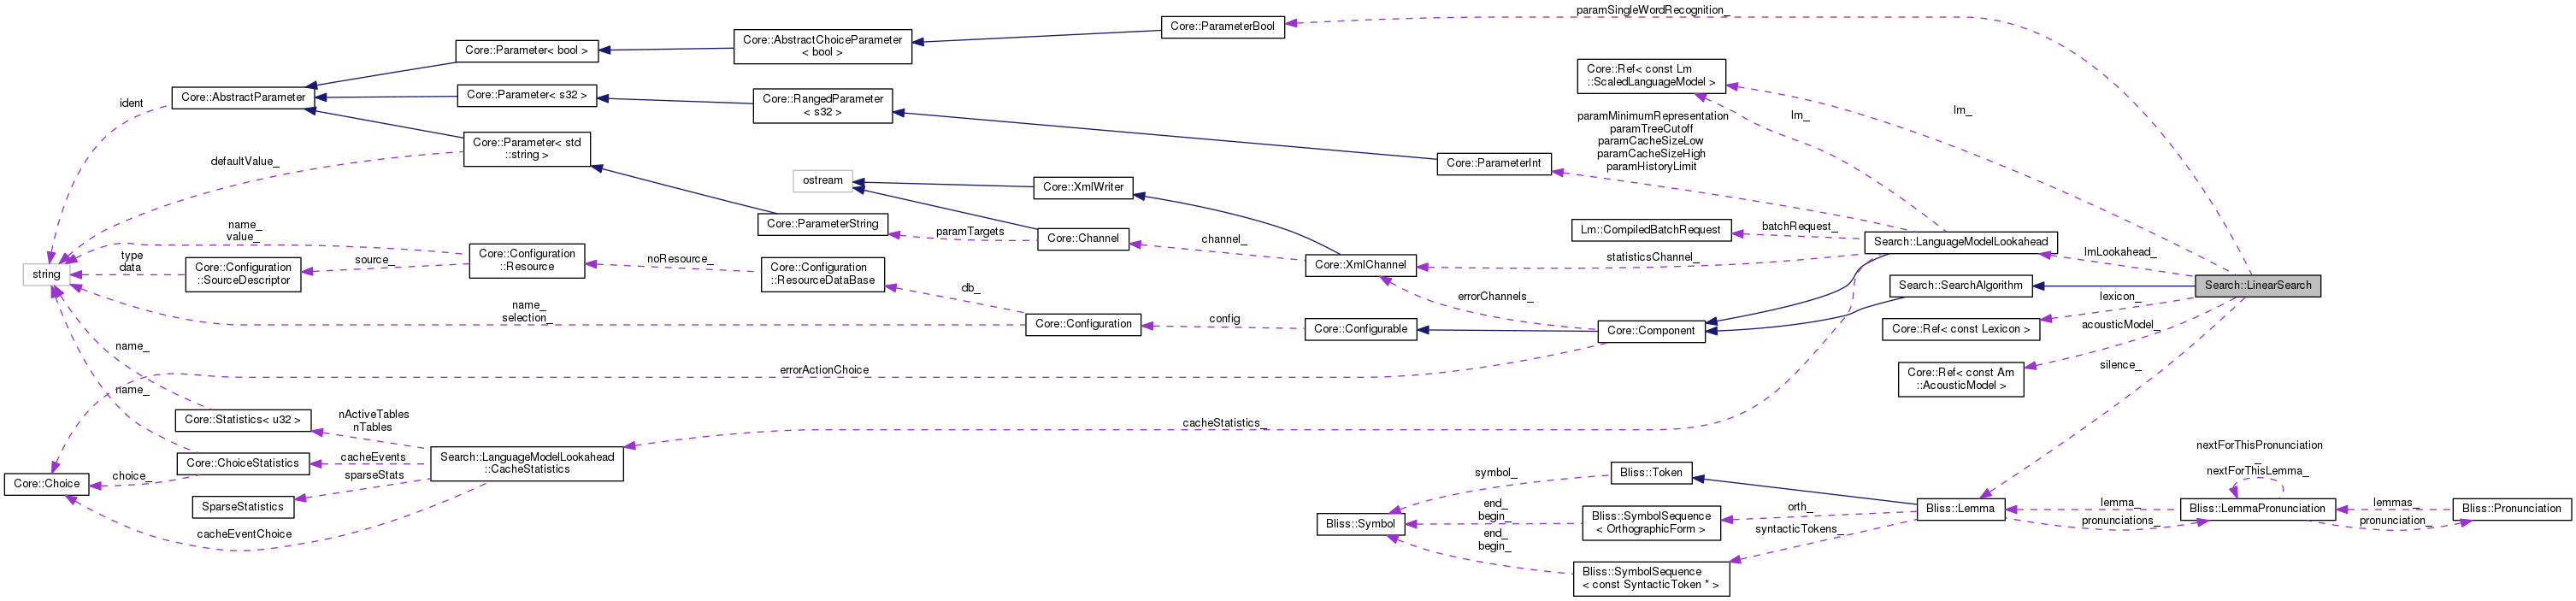 paramSingleWordRecognition_
Core::ParameterBool
Core::AbstractChoiceParameter
< bool >
Core::Parameter< bool >
Core::Ref< const Lm
::ScaledLanguageModel >
Core::AbstractParameter
ident
Core::Parameter< s32 >
Core::RangedParameter
< s32 >
lm_
lm_
paramMinimumRepresentation
paramTreeCutoff
paramCacheSizeLow
paramCacheSizeHigh
paramHistoryLimit
Core::Parameter< std
::string >
defaultValue_
Core::ParameterInt
ostream
Core::XmlWriter
Core::ParameterString
paramTargets
Core::Channel
channel_
Lm::CompiledBatchRequest
batchRequest_
Search::LanguageModelLookahead
lmLookahead_
name_
value_
Core::Configuration
::Resource
noResource_
source_
string
type
data
Core::Configuration
::SourceDescriptor
Core::Configuration
::ResourceDataBase
Core::XmlChannel
statisticsChannel_
Search::SearchAlgorithm
Search::LinearSearch
db_
errorChannels_
lexicon_
name_
selection_
Core::Configuration
config
Core::Configurable
Core::Component
Core::Ref< const Lexicon >
acousticModel_
name_
errorActionChoice
Core::Ref< const Am
::AcousticModel >
silence_
name_
Core::Statistics< u32 >
nActiveTables
nTables
cacheStatistics_
Core::ChoiceStatistics
cacheEvents
Search::LanguageModelLookahead
::CacheStatistics
sparseStats
Core::Choice
choice_
SparseStatistics
cacheEventChoice
nextForThisPronunciation
_
nextForThisLemma_
Bliss::Token
symbol_
Bliss::Symbol
end_
begin_
Bliss::SymbolSequence
< OrthographicForm >
orth_
Bliss::Lemma
lemma_
pronunciations_
Bliss::LemmaPronunciation
lemmas_
pronunciation_
Bliss::Pronunciation
syntacticTokens_
end_
begin_
Bliss::SymbolSequence
< const SyntacticToken * >